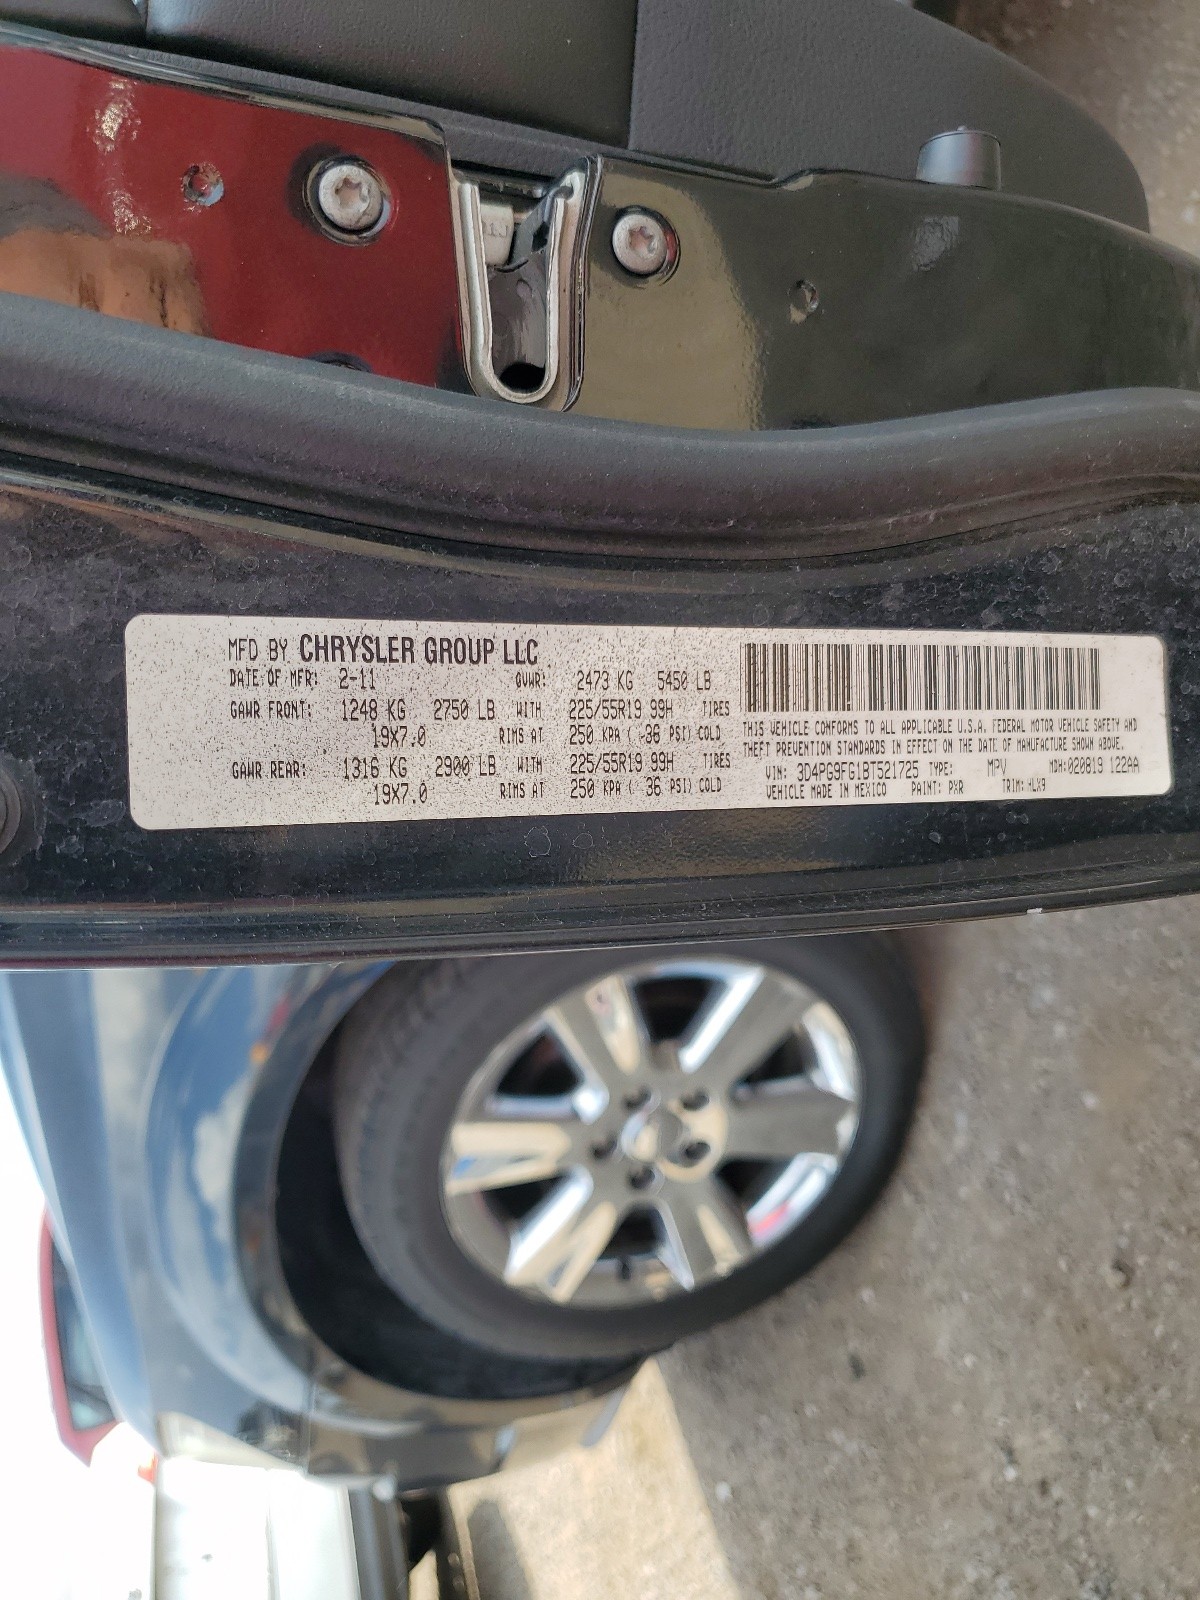 MFD BY CHRYSLER GROUP LLC
DATE OF MFR: 2-11 GVWR: 2473 KG 5450 LB
GAWR FRONT: 1248 KG 2750 LB WITH 225/55R19 99H TIRES
19X7.0 RIMS AT 250 KPA ( 36 PSI) COLD
GAWR REAR: 1316 KG 2900 LB WITH 225/55R19 99H TIRES
19X7.0 RIMS AT 250 KPA ( 36 PSI) COLD
THIS VEHICLE CONFORMS TO ALL APPLICABLE U.S.A. FEDERAL MOTOR VEHICLE SAFETY AND
THEFT PREVENTION STANDARDS IN EFFECT ON THE DATE OF MANUFACTURE SHOWN ABOVE.
VIN: 3D4PG9FG1BT521725 TYPE: MPV MDH:020819 122AA
VEHICLE MADE IN MEXICO PAINT: PXR TRIM: *LX9